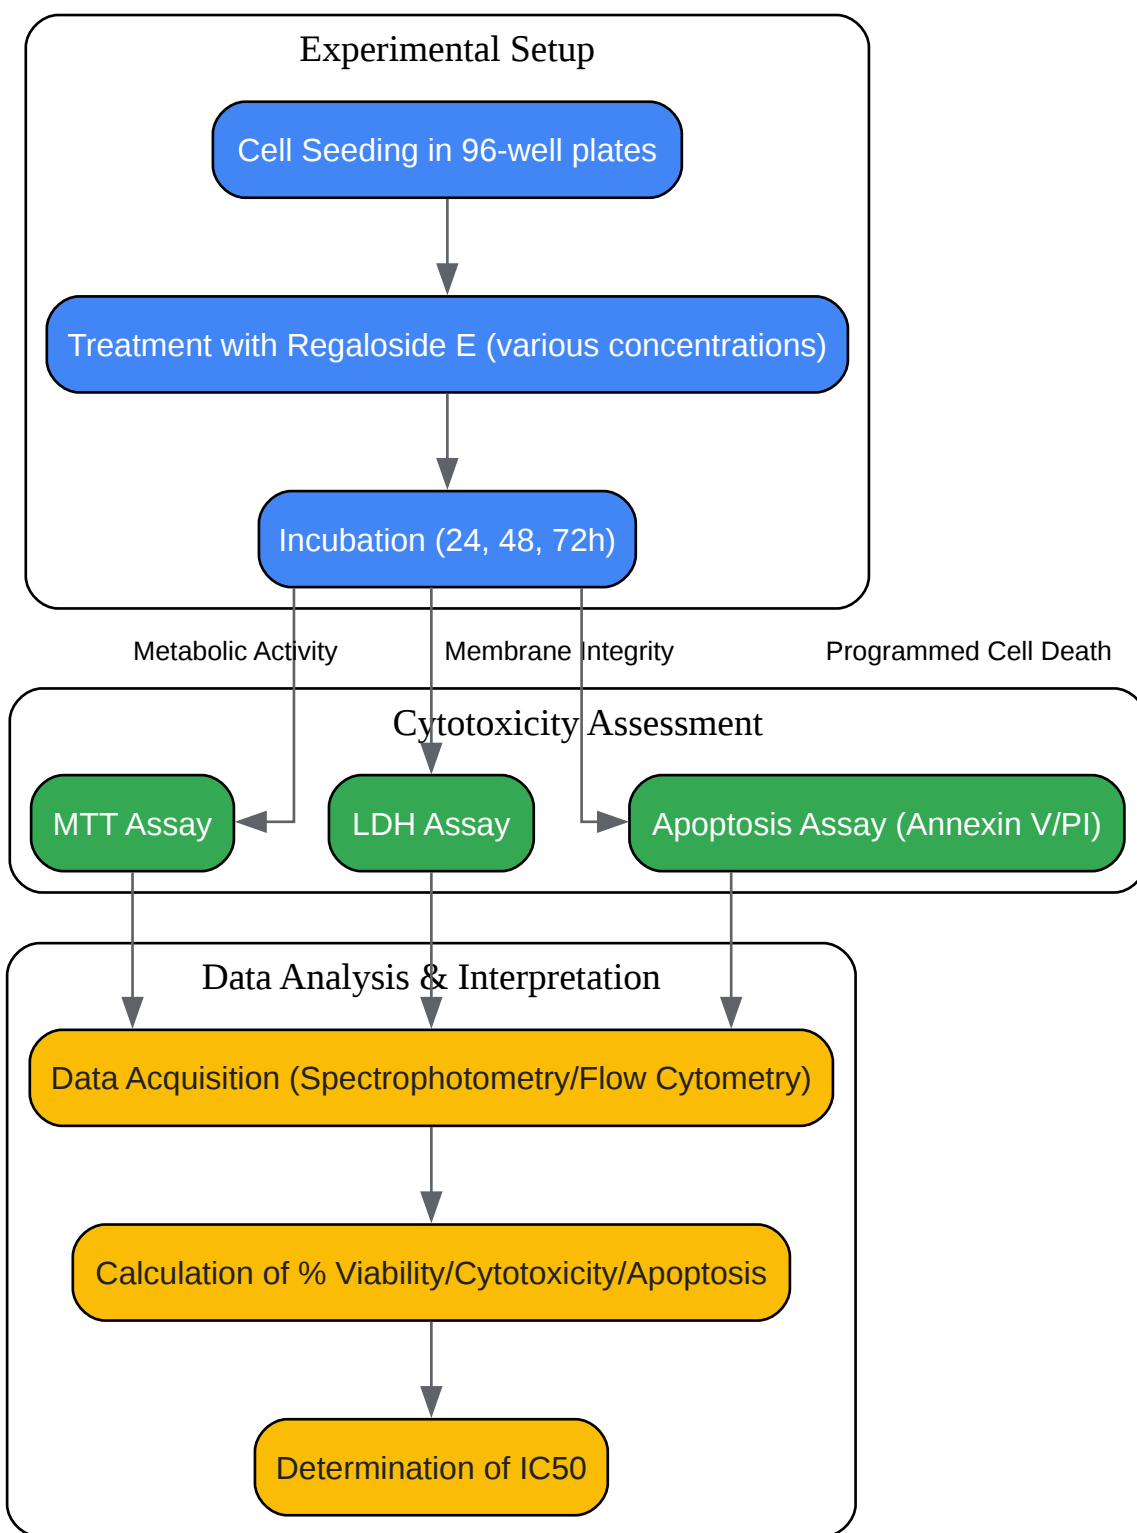 Experimental Setup
Cell Seeding in 96-well plates
Treatment with Regaloside E (various concentrations)
Incubation (24, 48, 72h)
Metabolic Activity
Membrane Integrity
Programmed Cell Death
Cytotoxicity Assessment
MTT Assay
LDH Assay
Apoptosis Assay (Annexin V/PI)
Data Analysis & Interpretation
Data Acquisition (Spectrophotometry/Flow Cytometry)
Calculation of % Viability/Cytotoxicity/Apoptosis
Determination of IC50